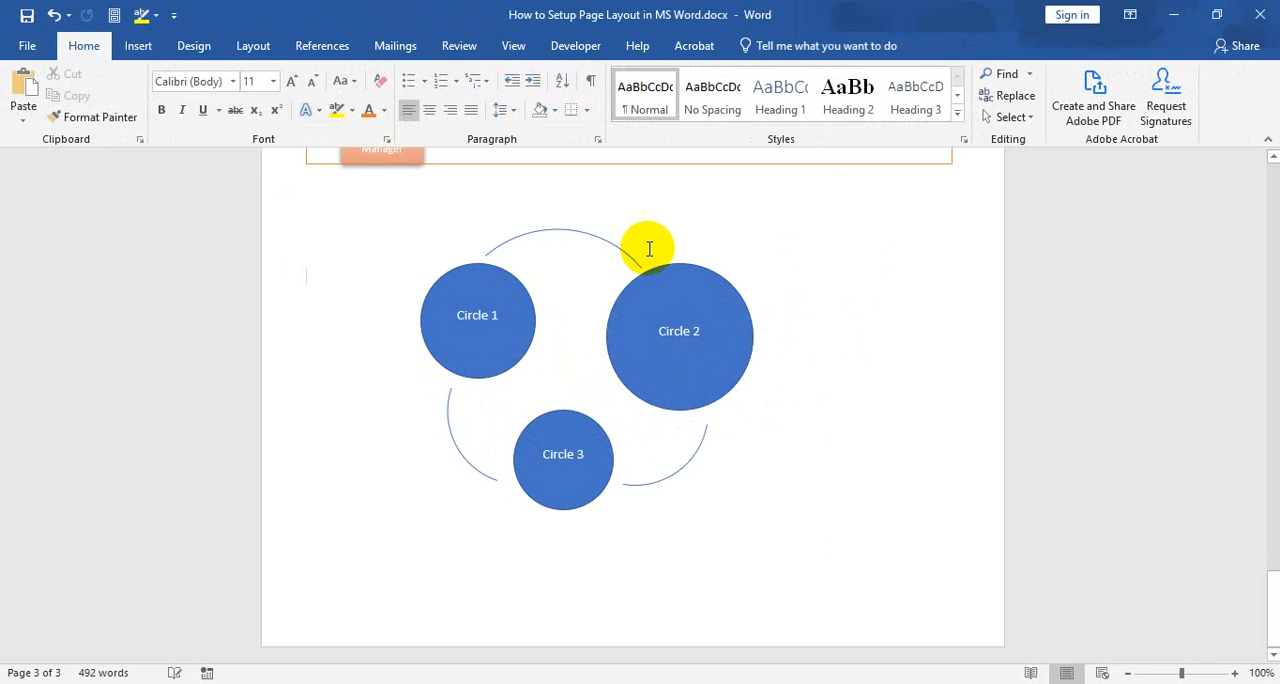 How to Setup Page Layout in MS Word.docx - Word
Sign in
File Home Insert Design Layout References Mailings Review View Developer Help Acrobat Tell me what you want to do Share
Paste
Cut
Copy
Format Painter
Clipboard
Calibri (Body) 11
Font
Paragraph
AaBbCcDc AaBbCcDc AaBbCc AaBb AaBbCcD
¶ Normal No Spacing Heading 1 Heading 2 Heading 3
Styles
Find
Replace
Select
Editing
Create and Share
Adobe PDF
Request
Signatures
Adobe Acrobat
Manager
Circle 1
Circle 2
Circle 3
Page 3 of 3 492 words
100%